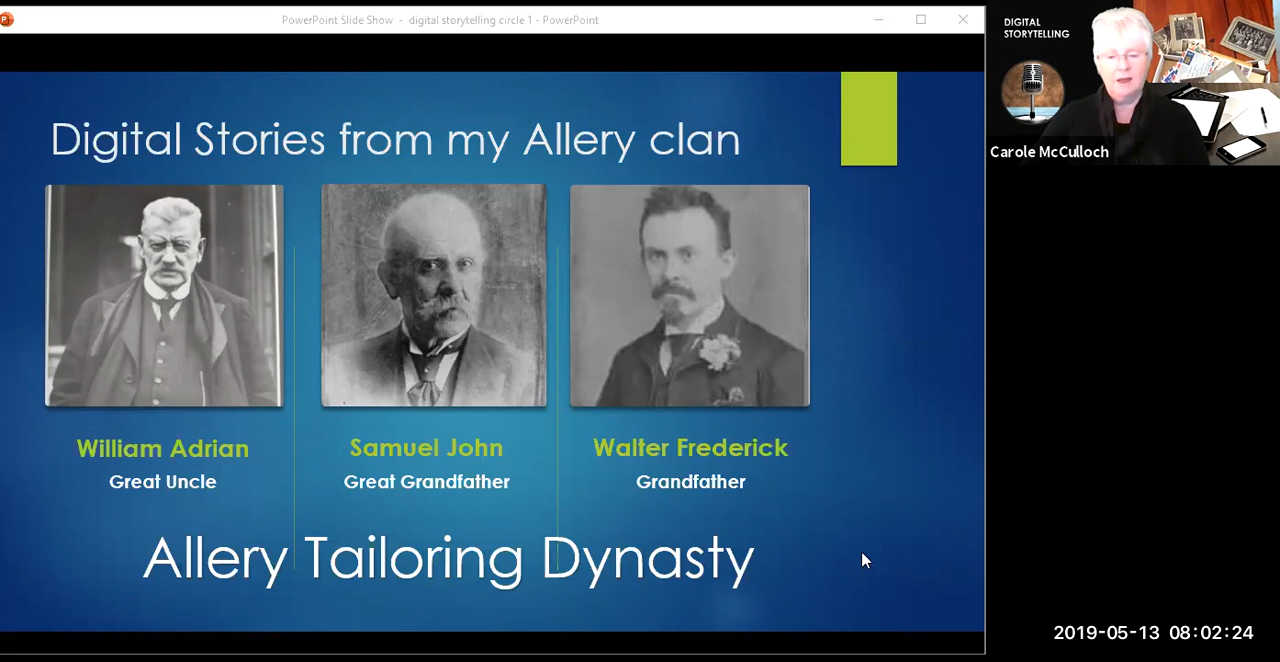 PowerPoint Slide Show - digital storytelling circle 1 - PowerPoint
Digital Stories from my Allery clan
William Adrian
Great Uncle
Samuel John
Great Grandfather
Walter Frederick
Grandfather
Allery Tailoring Dynasty
DIGITAL
STORYTELLING
Carole McCulloch
2019-05-13 08:02:24